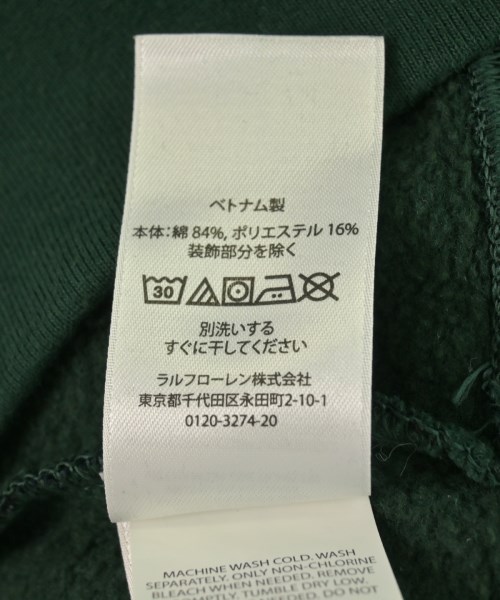 ベトナム製
本体：綿 84%, ポリエステル 16%
装飾部分を除く
30
別洗いする
すぐに干してください
ラルフローレン株式会社
東京都千代田区永田町2-10-1
0120-3274-20
MACHINE WASH COLD. WASH
SEPARATELY. ONLY NON-CHLORINE
BLEACH WHEN NEEDED. REMOVE
PROMPTLY. TUMBLE DRY LOW.
NEEDED. DO NOT